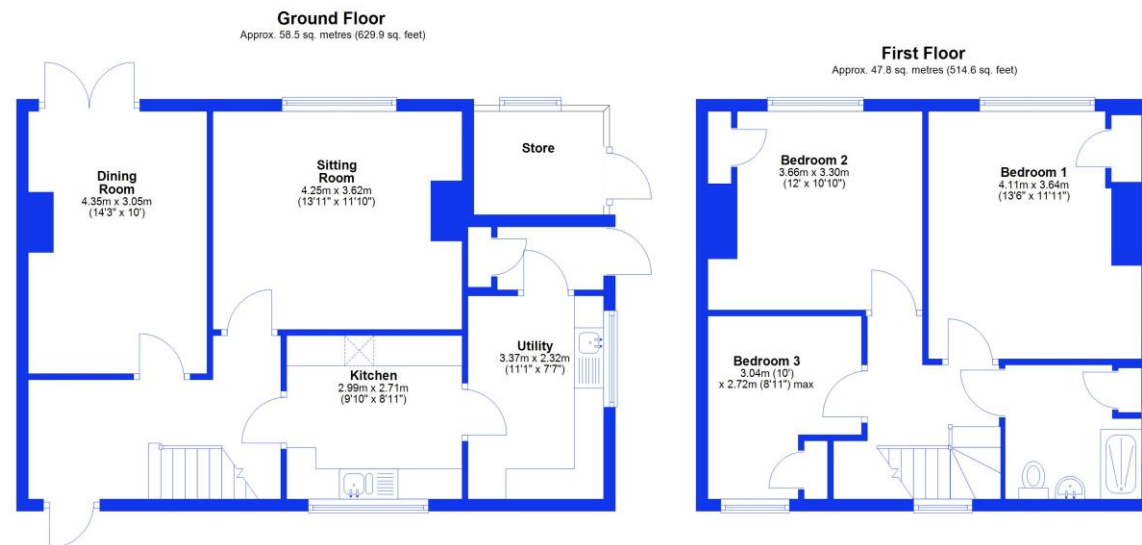 Ground Floor
Approx. 58.5 sq. metres (629.9 sq. feet)
Dining
Room
4.35m x 3.05m
(14'3" x 10')
Sitting
Room
4.25m x 3.62m
(13'11" x 11'10")
Store
Kitchen
2.99m x 2.71m
(9'10" x 8'11")
Utility
3.37m x 2.32m
(11'1" x 7'7")
First Floor
Approx. 47.8 sq. metres (514.6 sq. feet)
Bedroom 2
3.66m x 3.30m
(12' x 10'10")
Bedroom 1
4.11m x 3.64m
(13'6" x 11'11")
Bedroom 3
3.04m (10')
x 2.72m (8'11") max